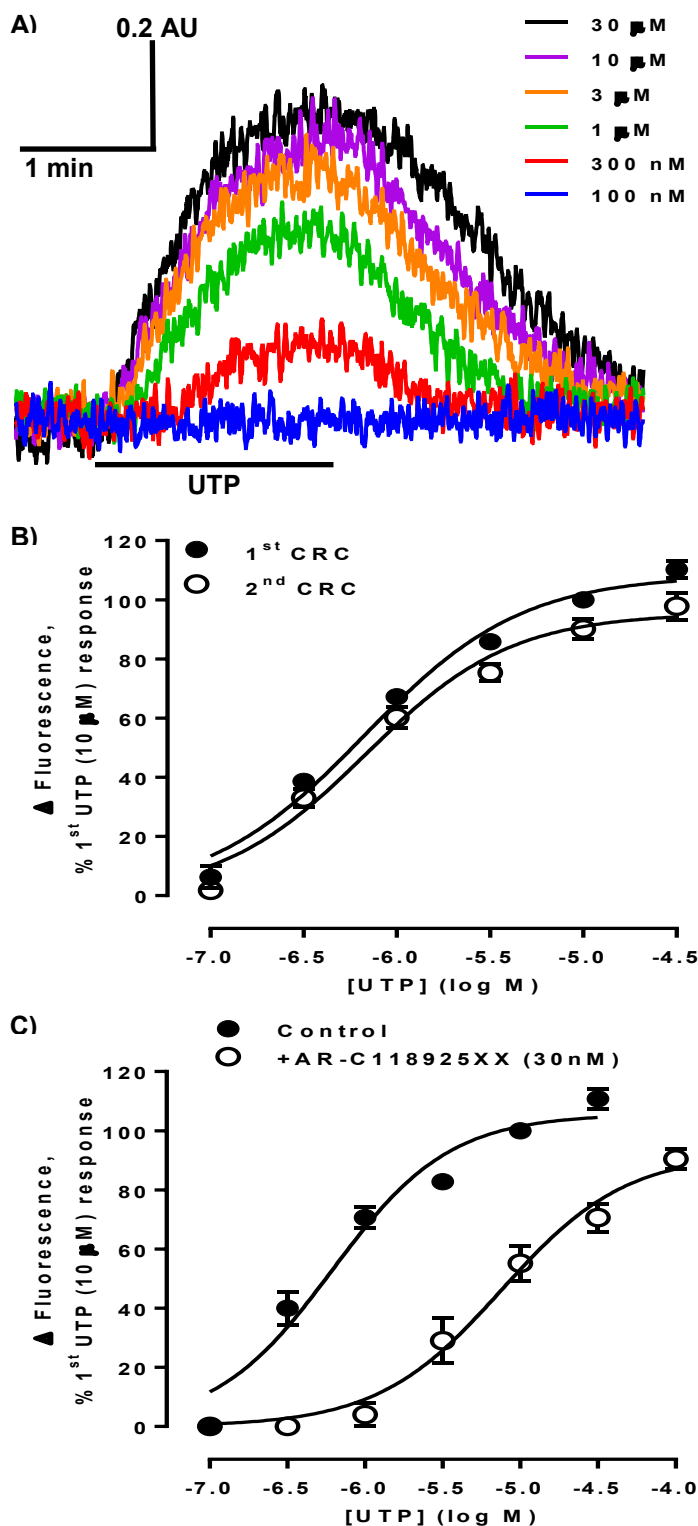 A)
0.2 AU
1 min
30 μM
10 μM
3 μM
1 μM
300 nM
100 nM
UTP
B)
1st CRC
2nd CRC
Δ Fluorescence,
% 1st UTP (10 μM) response
120
100
80
60
40
20
0
-7.0 -6.5 -6.0 -5.5 -5.0 -4.5
[UTP] (log M)
C)
Control
+AR-C118925XX (30nM)
Δ Fluorescence,
% 1st UTP (10 μM) response
120
100
80
60
40
20
0
-7.0 -6.5 -6.0 -5.5 -5.0 -4.5 -4.0
[UTP] (log M)